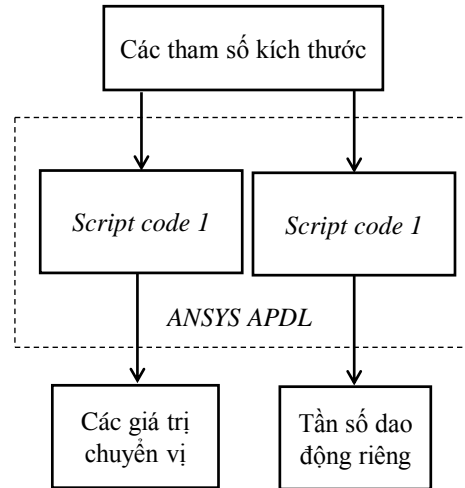 Các tham số kích thước
Script code 1
Script code 1
ANSYS APDL
Các giá trị
chuyển vị
Tần số dao
động riêng